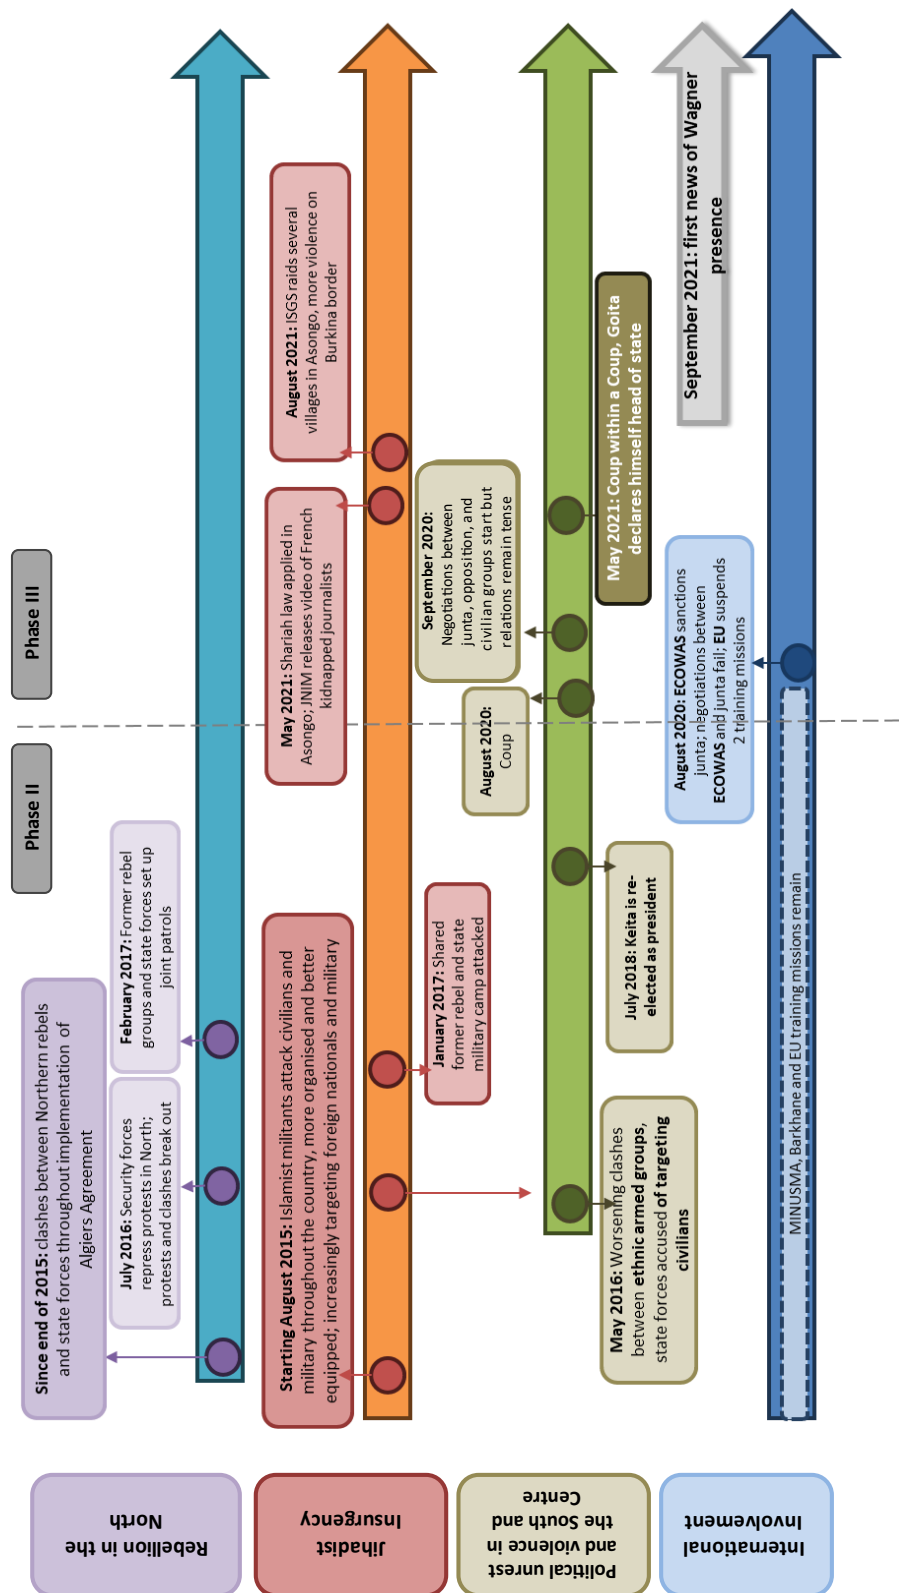 Phase II
Phase III
Rebellion in the
North
Since end of 2015: clashes between Northern rebels
and state forces throughout implementation of
Algiers Agreement
July 2016: Security forces
repress protests in North;
protests and clashes break out
February 2017: Former rebel
groups and state forces set up
joint patrols
Jihadist
Insurgency
Starting August 2015: Islamist militants attack civilians and
military throughout the country, more organised and better
equipped; increasingly targeting foreign nationals and military
January 2017: Shared
former rebel and state
military camp attacked
May 2021: Shariah law applied in
Asongo; JNIM releases video of French
kidnapped journalists
August 2021: ISGS raids several
villages in Asongo, more violence on
Burkina border
Political unrest
and violence in
the South and
Centre
May 2016: Worsening clashes
between ethnic armed groups,
state forces accused of targeting
civilians
July 2018: Keita is re-
elected as president
August 2020:
Coup
September 2020:
Negotiations between
junta, opposition, and
civilian groups start but
relations remain tense
May 2021: Coup within a Coup, Goita
declares himself head of state
International
Involvement
MINUSMA, Barkhane and EU training missions remain
August 2020: ECOWAS sanctions
junta; negotiations between
ECOWAS and junta fail; EU suspends
2 training missions
September 2021: first news of Wagner
presence